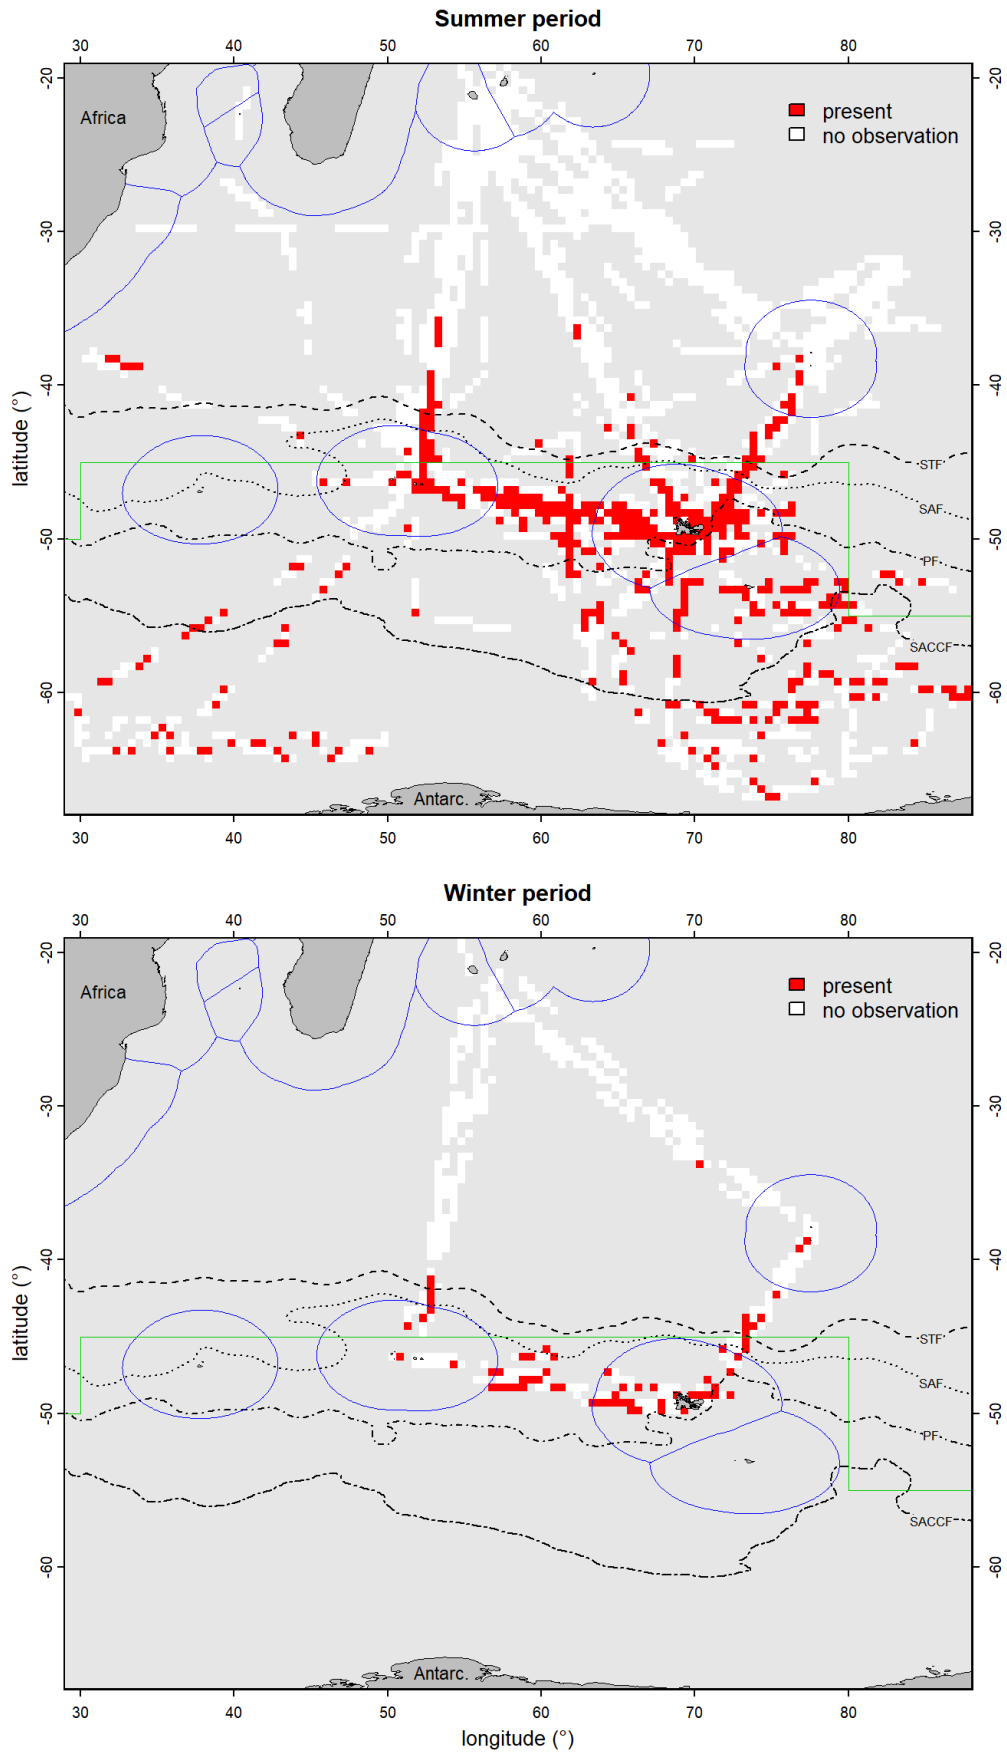 Summer period
30 40 50 60 70 80
-20 -20
Africa
present
no observation
-30 -30
-40 -40
latitude (°)
STF
SAF
-50 -50
PF
SACCF
-60 -60
Antarc.
30 40 50 60 70 80
Winter period
30 40 50 60 70 80
-20 -20
Africa
present
no observation
-30 -30
-40 -40
latitude (°)
STF
SAF
-50 -50
PF
SACCF
-60 -60
Antarc.
30 40 50 60 70 80
longitude (°)